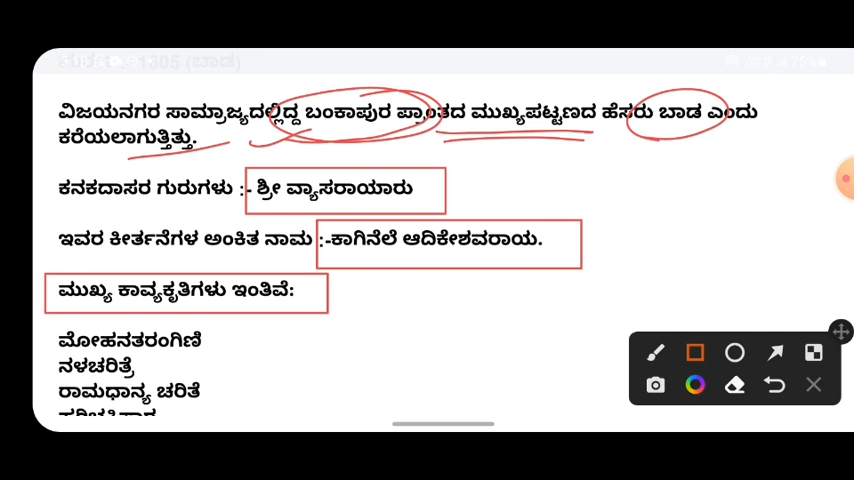 1605 (ಬಾಡ)
ವಿಜಯನಗರ ಸಾಮ್ರಾಜ್ಯದಲ್ಲಿದ್ದ ಬಂಕಾಪುರ ಪ್ರಾಂತದ ಮುಖ್ಯಪಟ್ಟಣದ ಹೆಸರು ಬಾಡ ಎಂದು
ಕರೆಯಲಾಗುತ್ತಿತ್ತು.
ಕನಕದಾಸರ ಗುರುಗಳು :- ಶ್ರೀ ವ್ಯಾಸರಾಯಾರು
ಇವರ ಕೀರ್ತನೆಗಳ ಅಂಕಿತ ನಾಮ :-ಕಾಗಿನೆಲೆ ಆದಿಕೇಶವರಾಯ.
ಮುಖ್ಯ ಕಾವ್ಯಕೃತಿಗಳು ಇಂತಿವೆ:
ಮೋಹನತರಂಗಿಣಿ
ನಳಚರಿತ್ರೆ
ರಾಮಧಾನ್ಯ ಚರಿತೆ